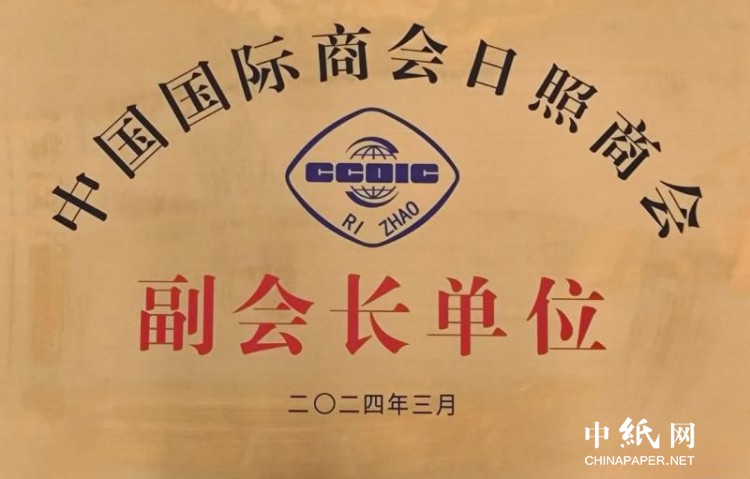 中国国际商会日照商会
CCOIC
RI ZHAO
副会长单位
二〇二四年三月
中紙网
CHINAPAPER.NET